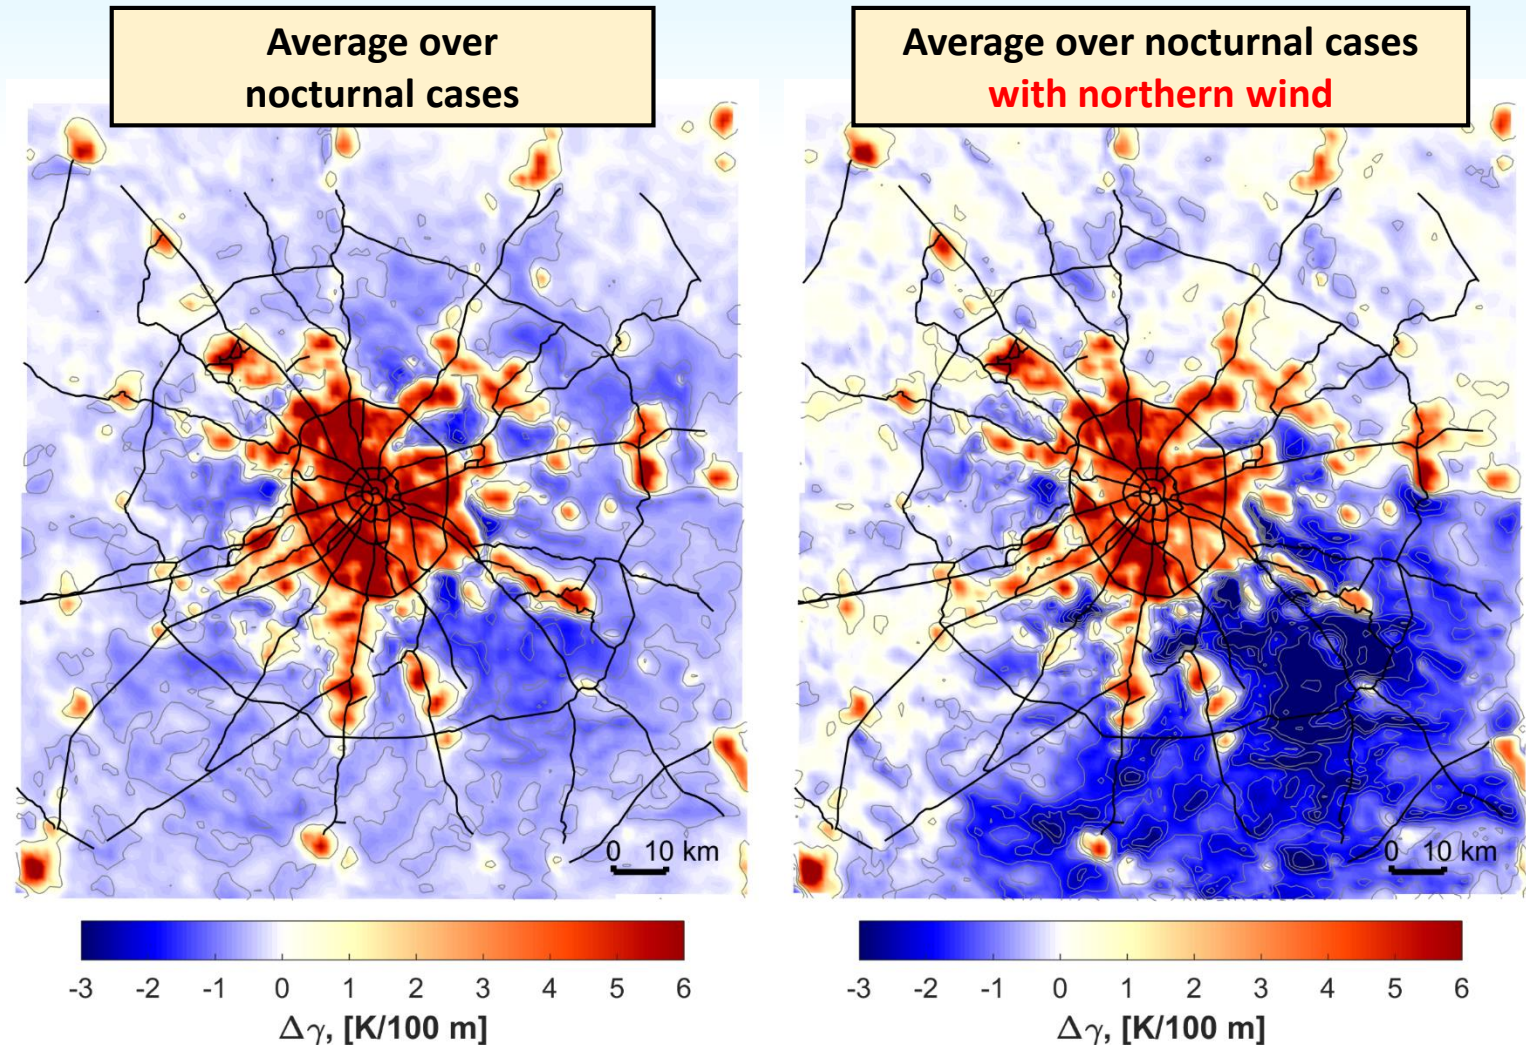 Average over
nocturnal cases
0 10 km
-3 -2 -1 0 1 2 3 4 5 6
Δγ, [K/100 m]
Average over nocturnal cases
with northern wind
0 10 km
-3 -2 -1 0 1 2 3 4 5 6
Δγ, [K/100 m]